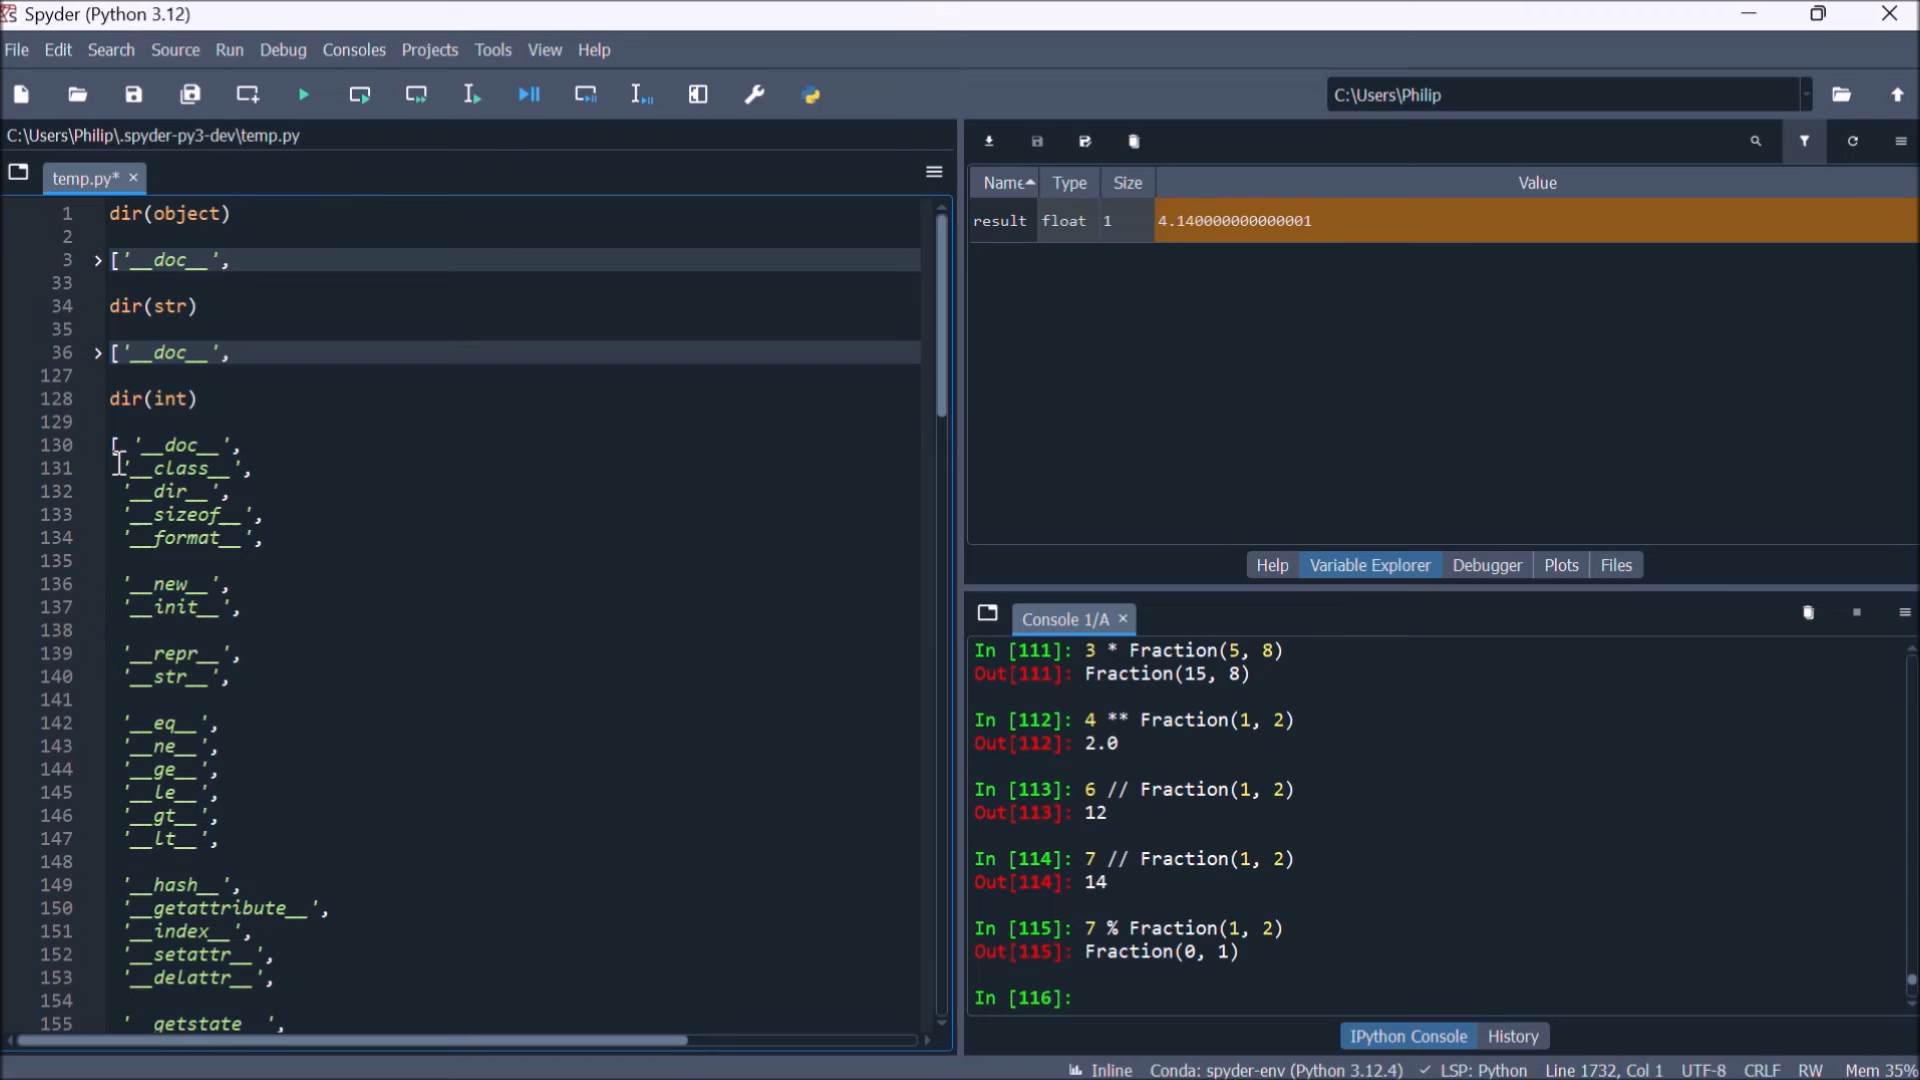 Spyder (Python 3.12)
File Edit Search Source Run Debug Consoles Projects Tools View Help
C:\Users\Philip
C:\Users\Philip\.spyder-py3-dev\temp.py
temp.py*
1 dir(object)
2
3 ['__doc__',
33
34 dir(str)
35
36 ['__doc__',
127
128 dir(int)
129
130 [ '__doc__',
131 '__class__',
132 '__dir__',
133 '__sizeof__',
134 '__format__',
135
136 '__new__',
137 '__init__',
138
139 '__repr__',
140 '__str__',
141
142 '__eq__',
143 '__ne__',
144 '__ge__',
145 '__le__',
146 '__gt__',
147 '__lt__',
148
149 '__hash__',
150 '__getattribute__',
151 '__index__',
152 '__setattr__',
153 '__delattr__',
154
155 '__getstate__',
Name Type Size Value
result float 1 4.140000000000001
Help Variable Explorer Debugger Plots Files
Console 1/A
In [111]: 3 * Fraction(5, 8)
Out[111]: Fraction(15, 8)
In [112]: 4 ** Fraction(1, 2)
Out[112]: 2.0
In [113]: 6 // Fraction(1, 2)
Out[113]: 12
In [114]: 7 // Fraction(1, 2)
Out[114]: 14
In [115]: 7 % Fraction(1, 2)
Out[115]: Fraction(0, 1)
In [116]:
IPython Console History
Inline Conda: spyder-env (Python 3.12.4) LSP: Python Line 1732, Col 1 UTF-8 CRLF RW Mem 35%